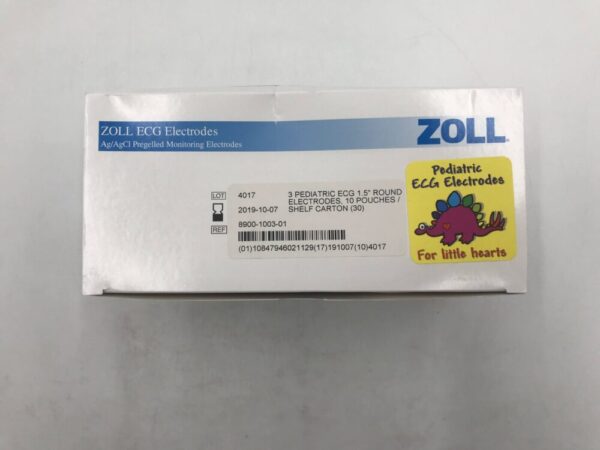 ZOLL ECG Electrodes
Ag/AgCl Pregelled Monitoring Electrodes
ZOLL
LOT 4017
2019-10-07
REF 8900-1003-01
3 PEDIATRIC ECG 1.5" ROUND
ELECTRODES, 10 POUCHES /
SHELF CARTON (30)
(01)10847946021129(17)191007(10)4017
Pediatric
ECG Electrodes
For little hearts